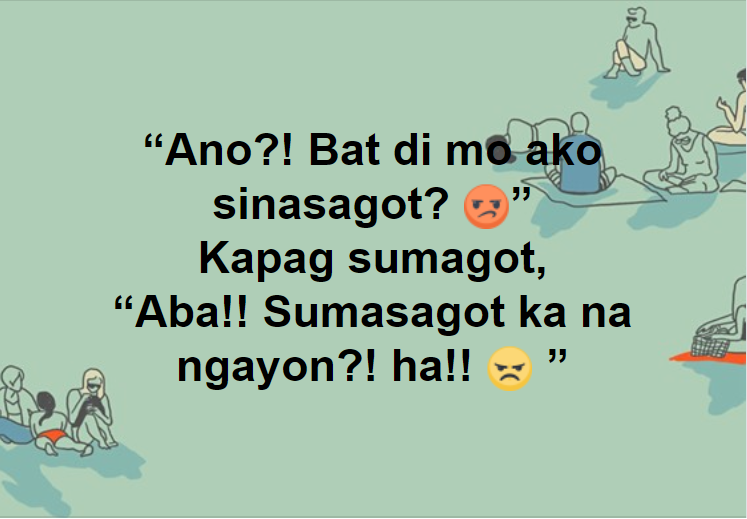 “Ano?! Bat di mo ako
sinasagot? 😡”
Kapag sumagot,
“Aba!! Sumasagot ka na
ngayon?! ha!! 😠 ”